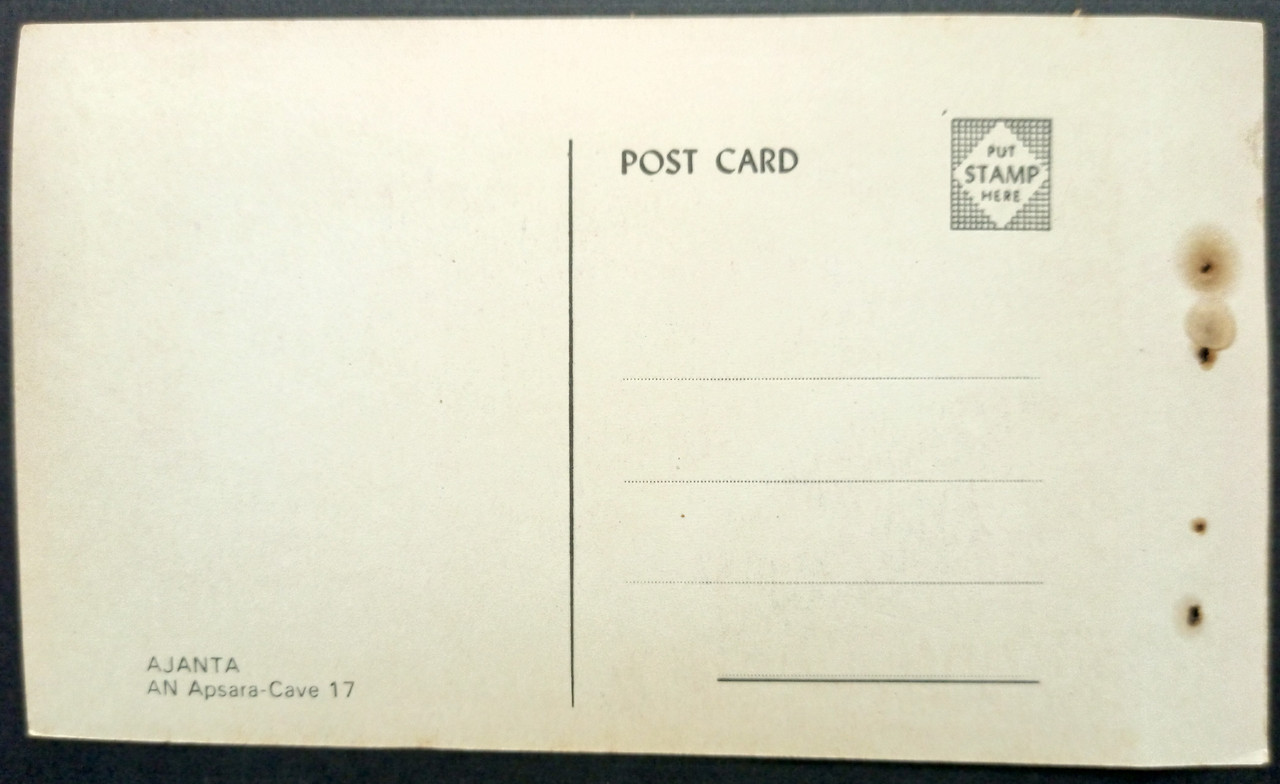 POST CARD
PUT
STAMP
HERE
AJANTA
AN Apsara-Cave 17